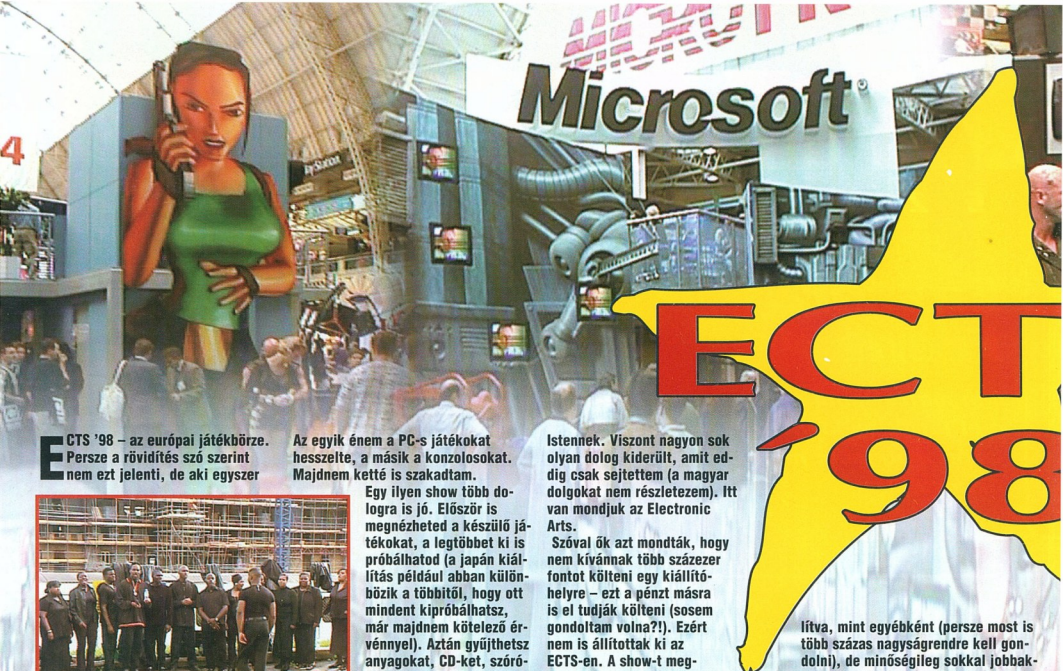 4
PlayStation
Microsoft®
ECT
'98
ECTS '98 – az európai játékbörze.
Persze a rövidítés szó szerint
nem ezt jelenti, de aki egyszer
Az egyik énem a PC-s játékokat
hesszelte, a másik a konzolosokat.
Majdnem ketté is szakadtam.
Egy ilyen show több do-
logra is jó. Először is
megnézheted a készülő já-
tékokat, a legtöbbet ki is
próbálhatod (a japán kiál-
lítás például abban külön-
bözik a többitől, hogy ott
mindent kipróbálhatsz,
már majdnem kötelező ér-
vénnyel). Aztán gyűjthetsz
anyagokat, CD-ket, szóró-
Istennek. Viszont nagyon sok
olyan dolog kiderült, amit ed-
dig csak sejtettem (a magyar
dolgokat nem részletezem). Itt
van mondjuk az Electronic
Arts.
Szóval ők azt mondták, hogy
nem kívánnak több százezer
fontot költeni egy kiállító-
helyre – ezt a pénzt másra
is el tudják költeni (sosem
gondoltam volna?!). Ezért
nem is állítottak ki az
ECTS-en. A show-t meg-
lítva, mint egyébként (persze most is
több százas nagyságrendre kell gon-
dolni), de minőségileg sokkal jobbak-